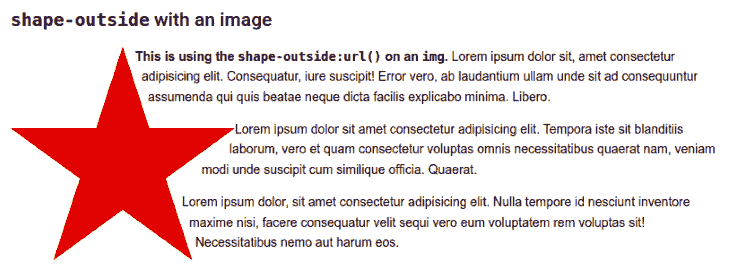 shape-outside with an image
This is using the shape-outside:url() on an img. Lorem ipsum dolor sit, amet consectetur
adipisicing elit. Consequatur, iure suscipit! Error vero, ab laudantium ullam unde sit ad consequuntur
assumenda qui quis beatae neque dicta facilis explicabo minima. Libero.
Lorem ipsum dolor sit amet consectetur adipisicing elit. Tempora iste sit blanditiis
laborum, vero et quam consectetur voluptas omnis necessitatibus quaerat nam, veniam
modi unde suscipit cum similique officia. Quaerat.
Lorem ipsum dolor, sit amet consectetur adipisicing elit. Nulla tempore id nesciunt inventore
maxime nisi, facere consequatur velit sequi vero eum voluptatem rem voluptas sit!
Necessitatibus nemo aut harum eos.